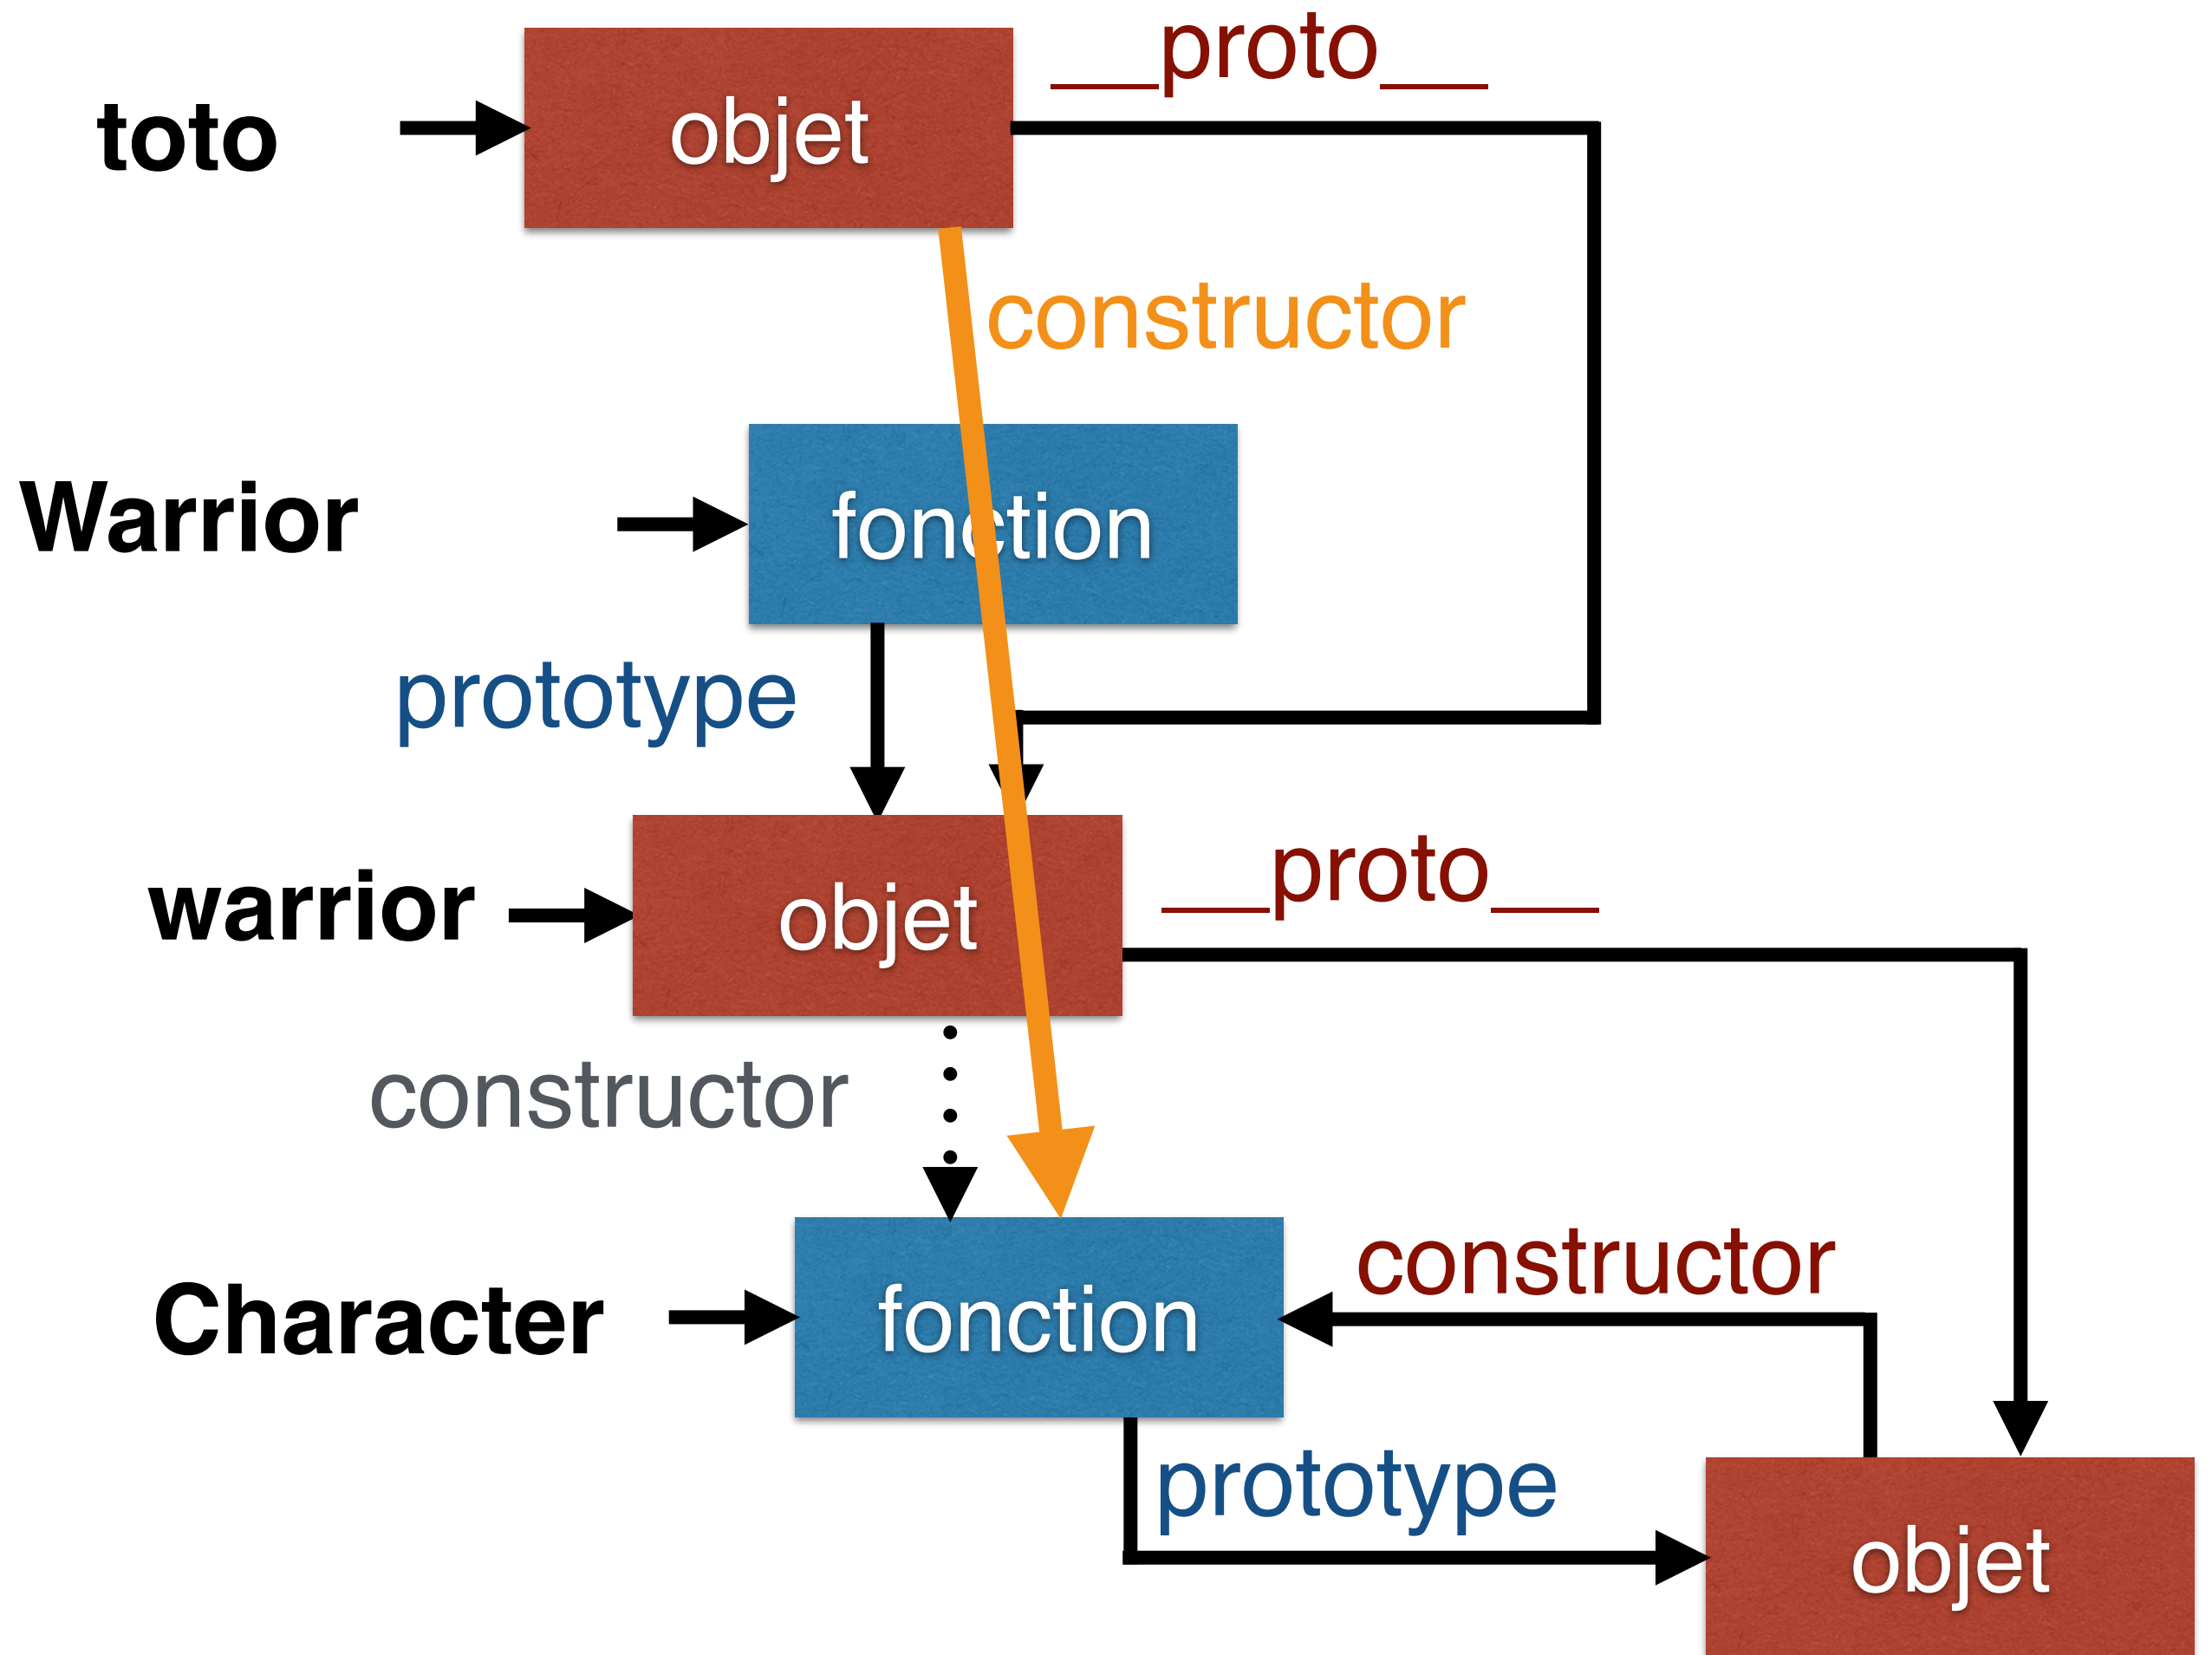 __proto__
toto
objet
constructor
Warrior
fonction
prototype
__proto__
warrior
objet
constructor
constructor
Character
fonction
prototype
objet